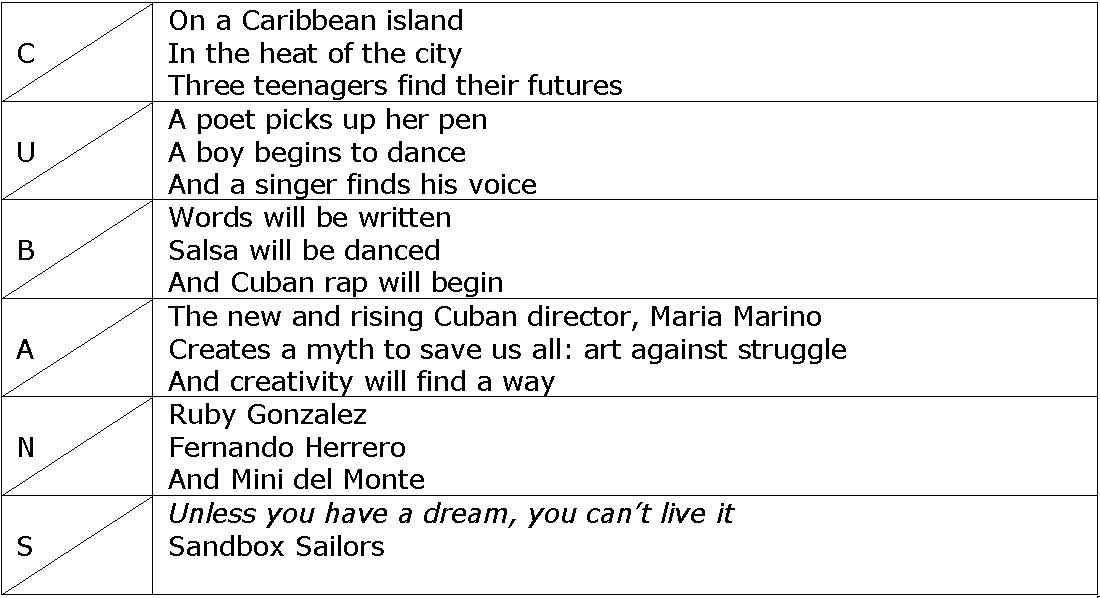 C
On a Caribbean island
In the heat of the city
Three teenagers find their futures
U
A poet picks up her pen
A boy begins to dance
And a singer finds his voice
B
Words will be written
Salsa will be danced
And Cuban rap will begin
A
The new and rising Cuban director, Maria Marino
Creates a myth to save us all: art against struggle
And creativity will find a way
N
Ruby Gonzalez
Fernando Herrero
And Mini del Monte
S
Unless you have a dream, you can’t live it
Sandbox Sailors